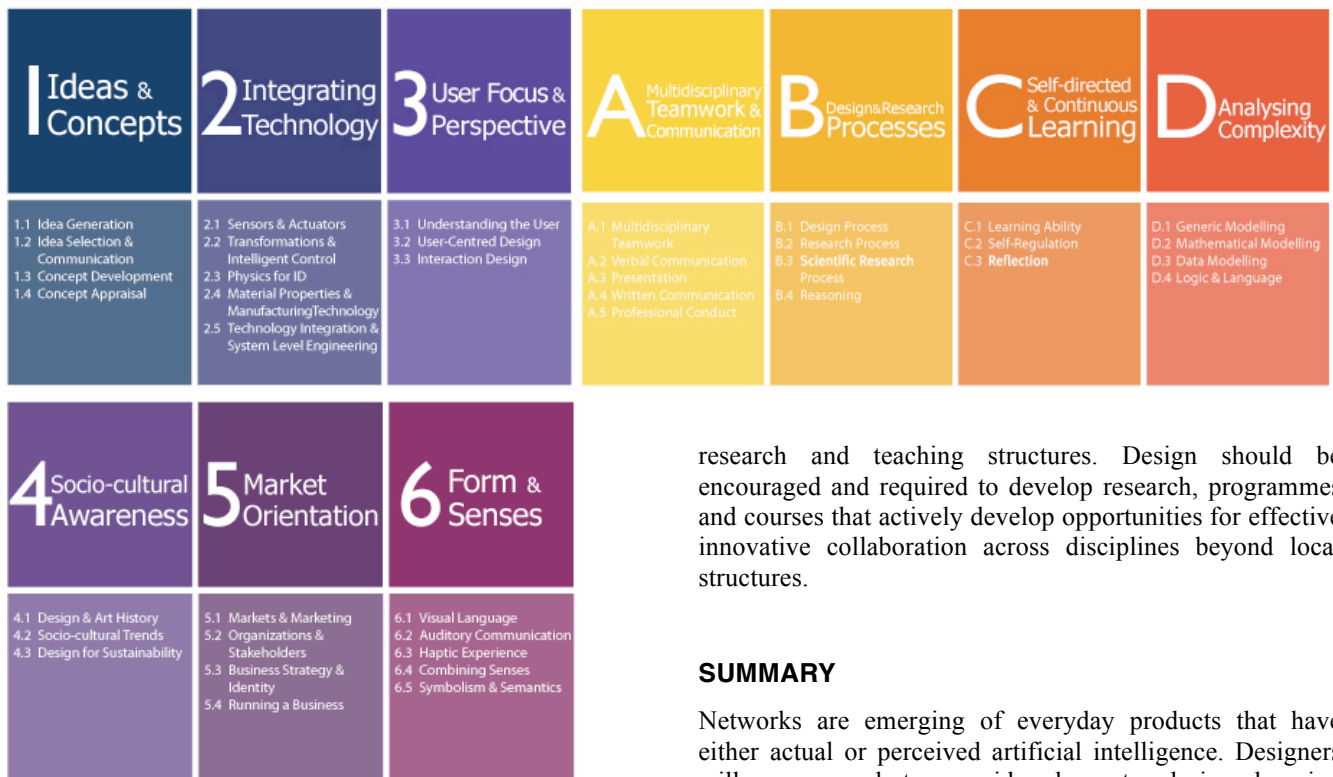 1 Ideas &
Concepts
1.1 Idea Generation
1.2 Idea Selection &
Communication
1.3 Concept Development
1.4 Concept Appraisal
2 Integrating
Technology
2.1 Sensors & Actuators
2.2 Transformations &
Intelligent Control
2.3 Physics for ID
2.4 Material Properties &
ManufacturingTechnology
2.5 Technology Integration &
System Level Engineering
3 User Focus &
Perspective
3.1 Understanding the User
3.2 User-Centred Design
3.3 Interaction Design
A Multidisciplinary
Teamwork &
Communication
A.1 Multidisciplinary
Teamwork
A.2 Verbal Communication
A.3 Presentation
A.4 Written Communication
A.5 Professional Conduct
B Design&Research
Processes
B.1 Design Process
B.2 Research Process
B.3 Scientific Research
Process
B.4 Reasoning
C Self-directed
& Continuous
Learning
C.1 Learning Ability
C.2 Self-Regulation
C.3 Reflection
D Analysing
Complexity
D.1 Generic Modelling
D.2 Mathematical Modelling
D.3 Data Modelling
D.4 Logic & Language
4 Socio-cultural
Awareness
4.1 Design & Art History
4.2 Socio-cultural Trends
4.3 Design for Sustainability
5 Market
Orientation
5.1 Markets & Marketing
5.2 Organizations &
Stakeholders
5.3 Business Strategy &
Identity
5.4 Running a Business
6 Form &
Senses
6.1 Visual Language
6.2 Auditory Communication
6.3 Haptic Experience
6.4 Combining Senses
6.5 Symbolism & Semantics
research and teaching structures. Design should be
encouraged and required to develop research, programmes
and courses that actively develop opportunities for effective
innovative collaboration across disciplines beyond loca
structures.
SUMMARY
Networks are emerging of everyday products that have
either actual or perceived artificial intelligence. Designers